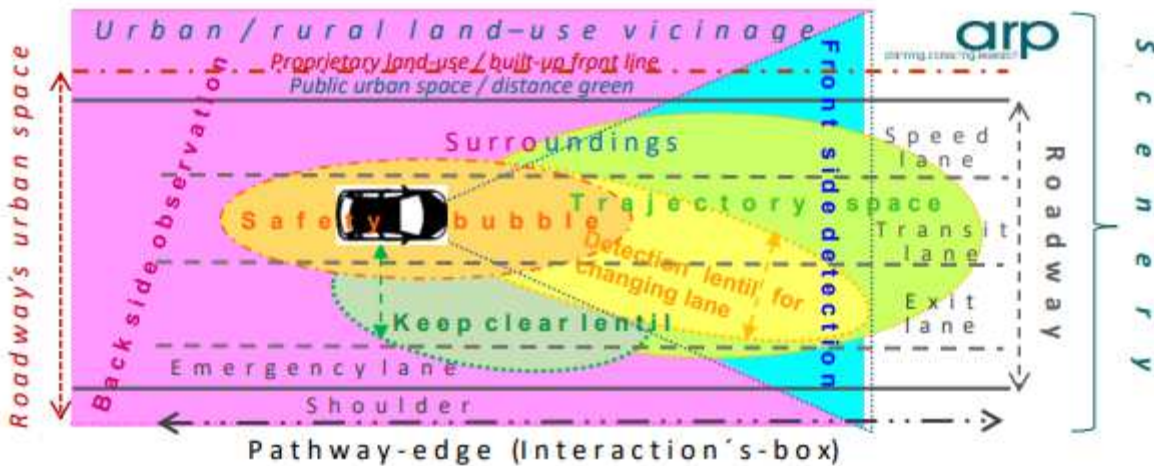 Urban / rural land–use vicinage
Proprietary land-use / built-up front line
Public urban space / distance green
arp
Roadway's urban space
Back side observation
Surroundings
Front side detection
Speed lane
Safety bubble
Trajectory space
Transit lane
Detection lentil for
changing lane
Exit lane
Keep clear lentil
Emergency lane
Shoulder
Roadway
Scenery
Pathway-edge (Interaction´s-box)